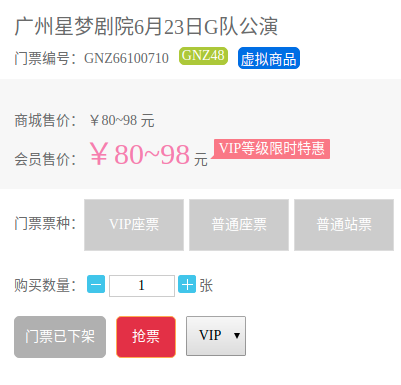 广州星梦剧院6月23日G队公演
门票编号：GNZ66100710 GNZ48 虚拟商品
商城售价：￥80~98 元
会员售价：￥80~98 元 VIP等级限时特惠
门票票种：VIP座票 普通座票 普通站票
购买数量：－ 1 ＋ 张
门票已下架 抢票 VIP